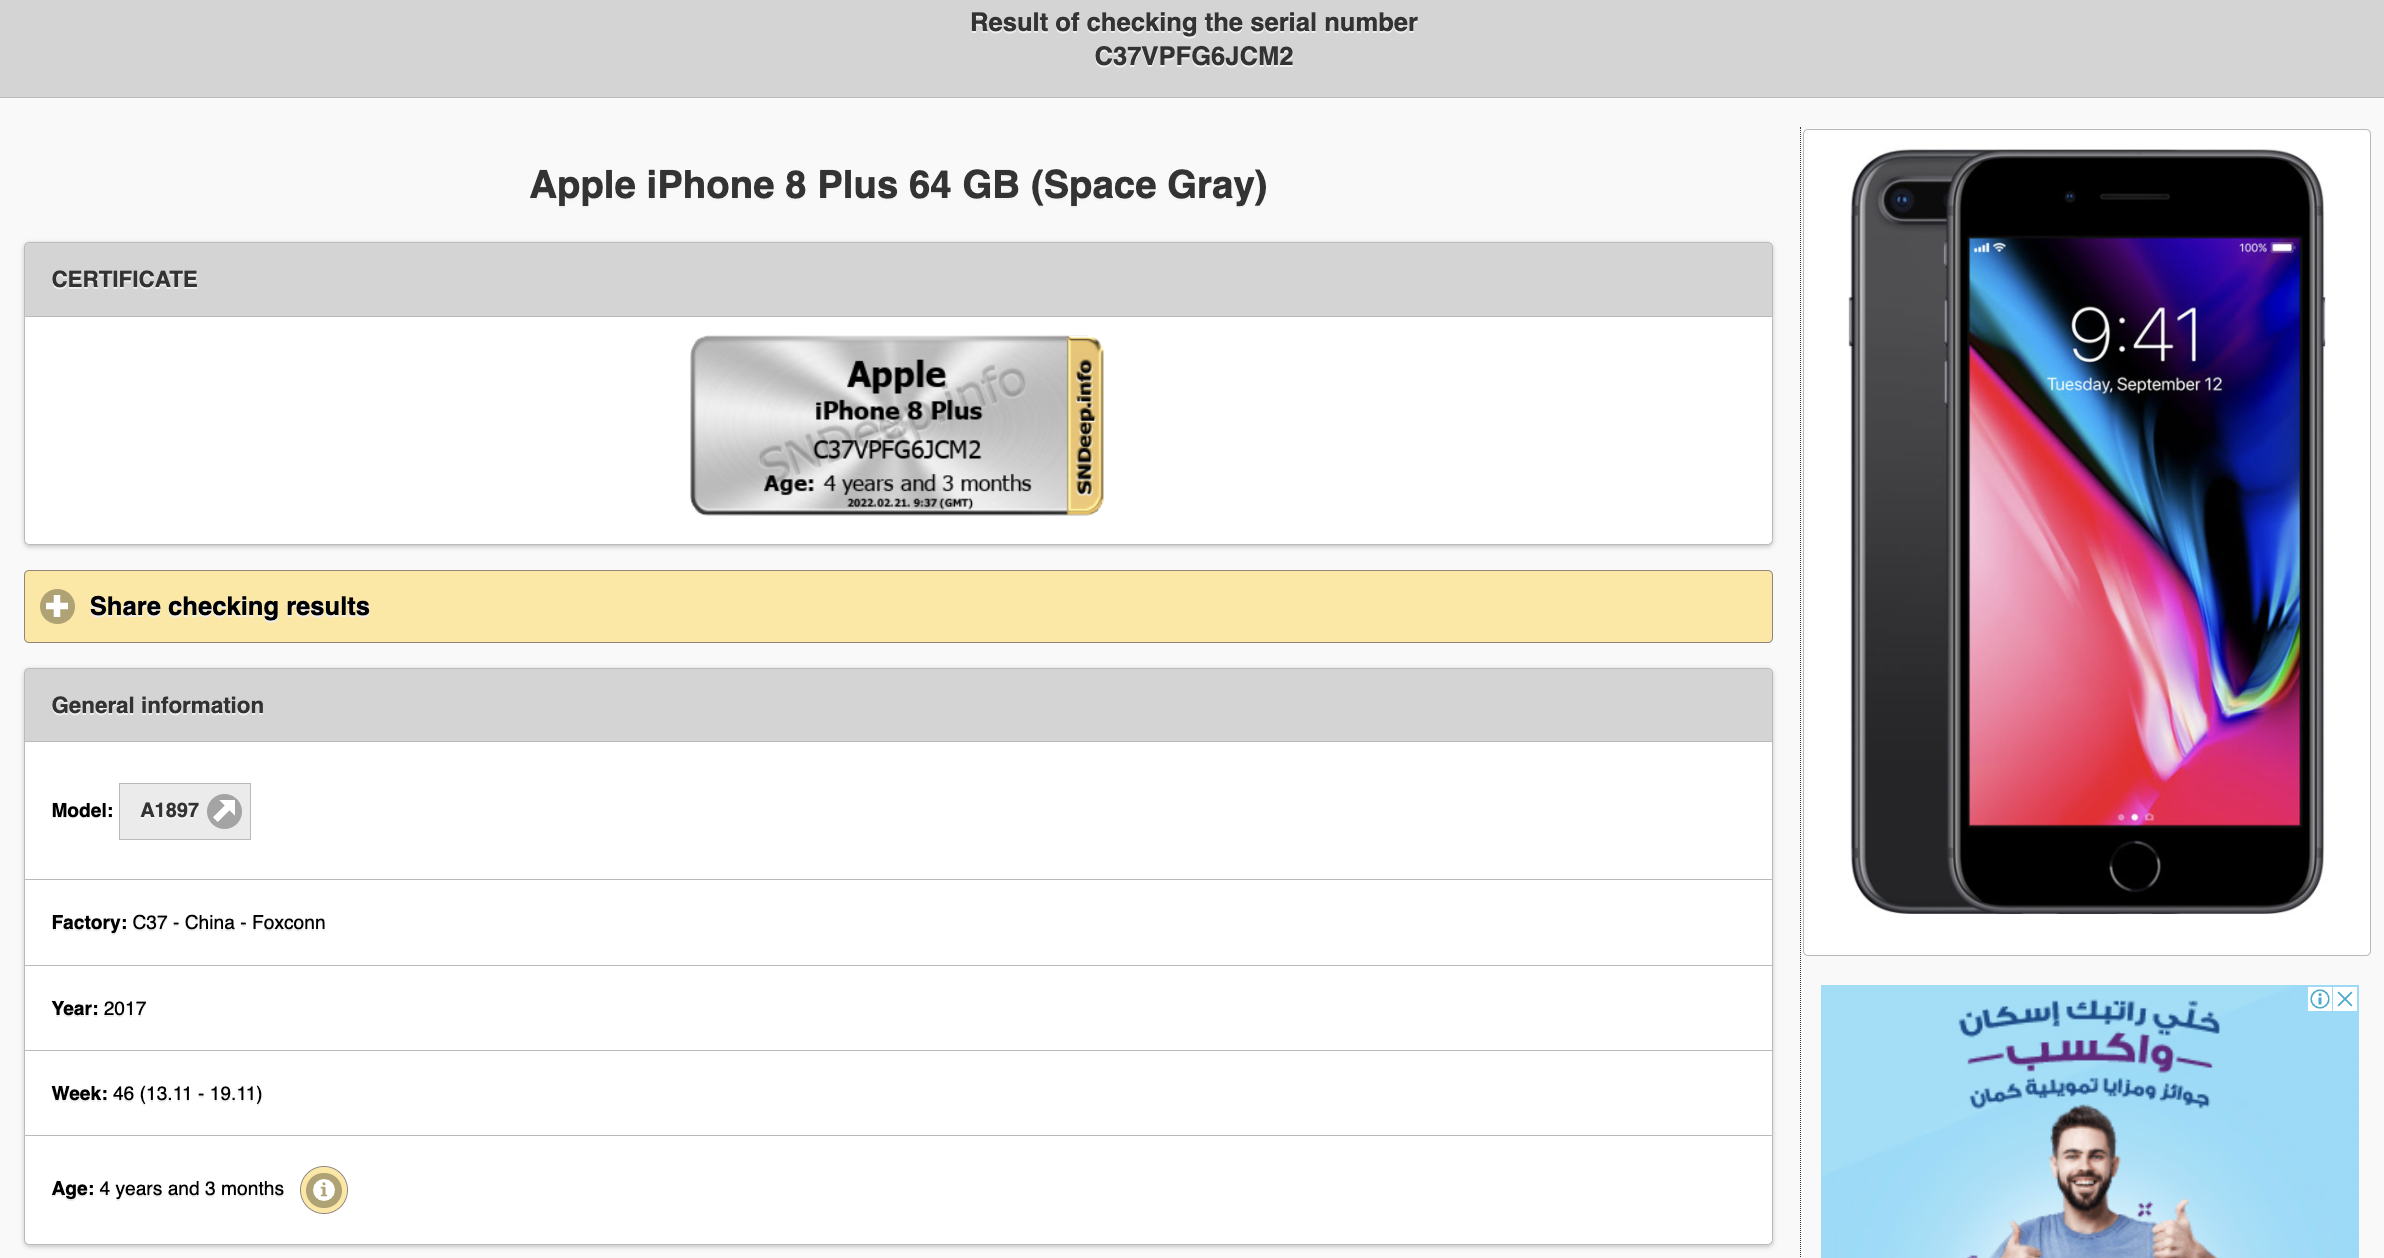 Result of checking the serial number
C37VPFG6JCM2
Apple iPhone 8 Plus 64 GB (Space Gray)
CERTIFICATE
Apple
iPhone 8 Plus
C37VPFG6JCM2
Age: 4 years and 3 months
2022.02.21. 9:37 (GMT)
SNDeep.info
SNDeep.info
Share checking results
General information
Model: A1897
Factory: C37 - China - Foxconn
Year: 2017
Week: 46 (13.11 - 19.11)
Age: 4 years and 3 months
100%
9:41
Tuesday, September 12
خلّي راتبك إسكان
واكسب
جوائز ومزايا تمويلية كمان